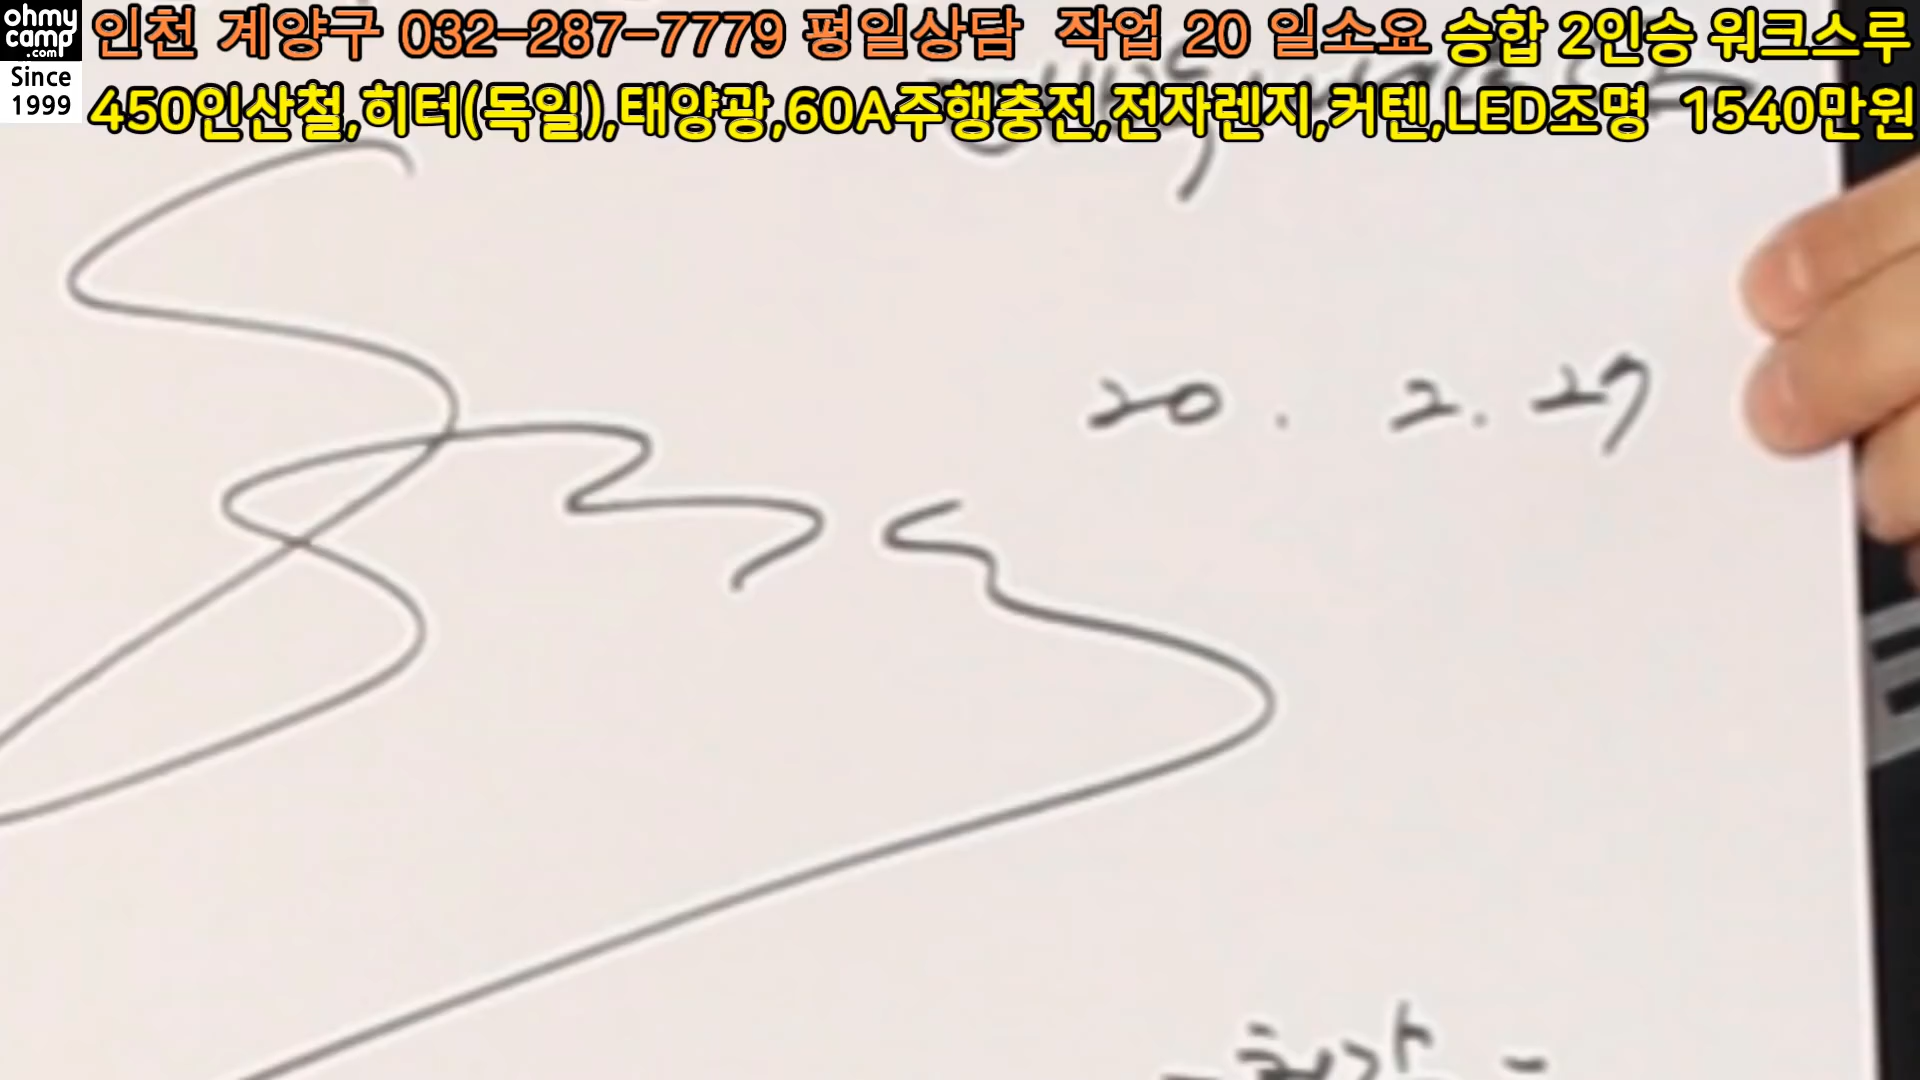 ohmy
camp
.com
Since
1999
인천 계양구 032-287-7779 평일상담 작업 20 일소요 승합 2인승 워크스루
450인산철,히터(독일),태양광,60A주행충전,전자렌지,커텐,LED조명 1540만원
20. 2. 27